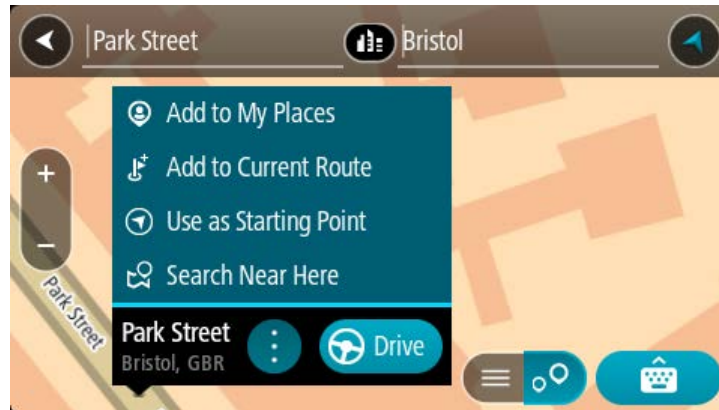 Park Street
Bristol
Add to My Places
Add to Current Route
Use as Starting Point
Search Near Here
+
–
Park Street
Park Street
Bristol, GBR
Drive